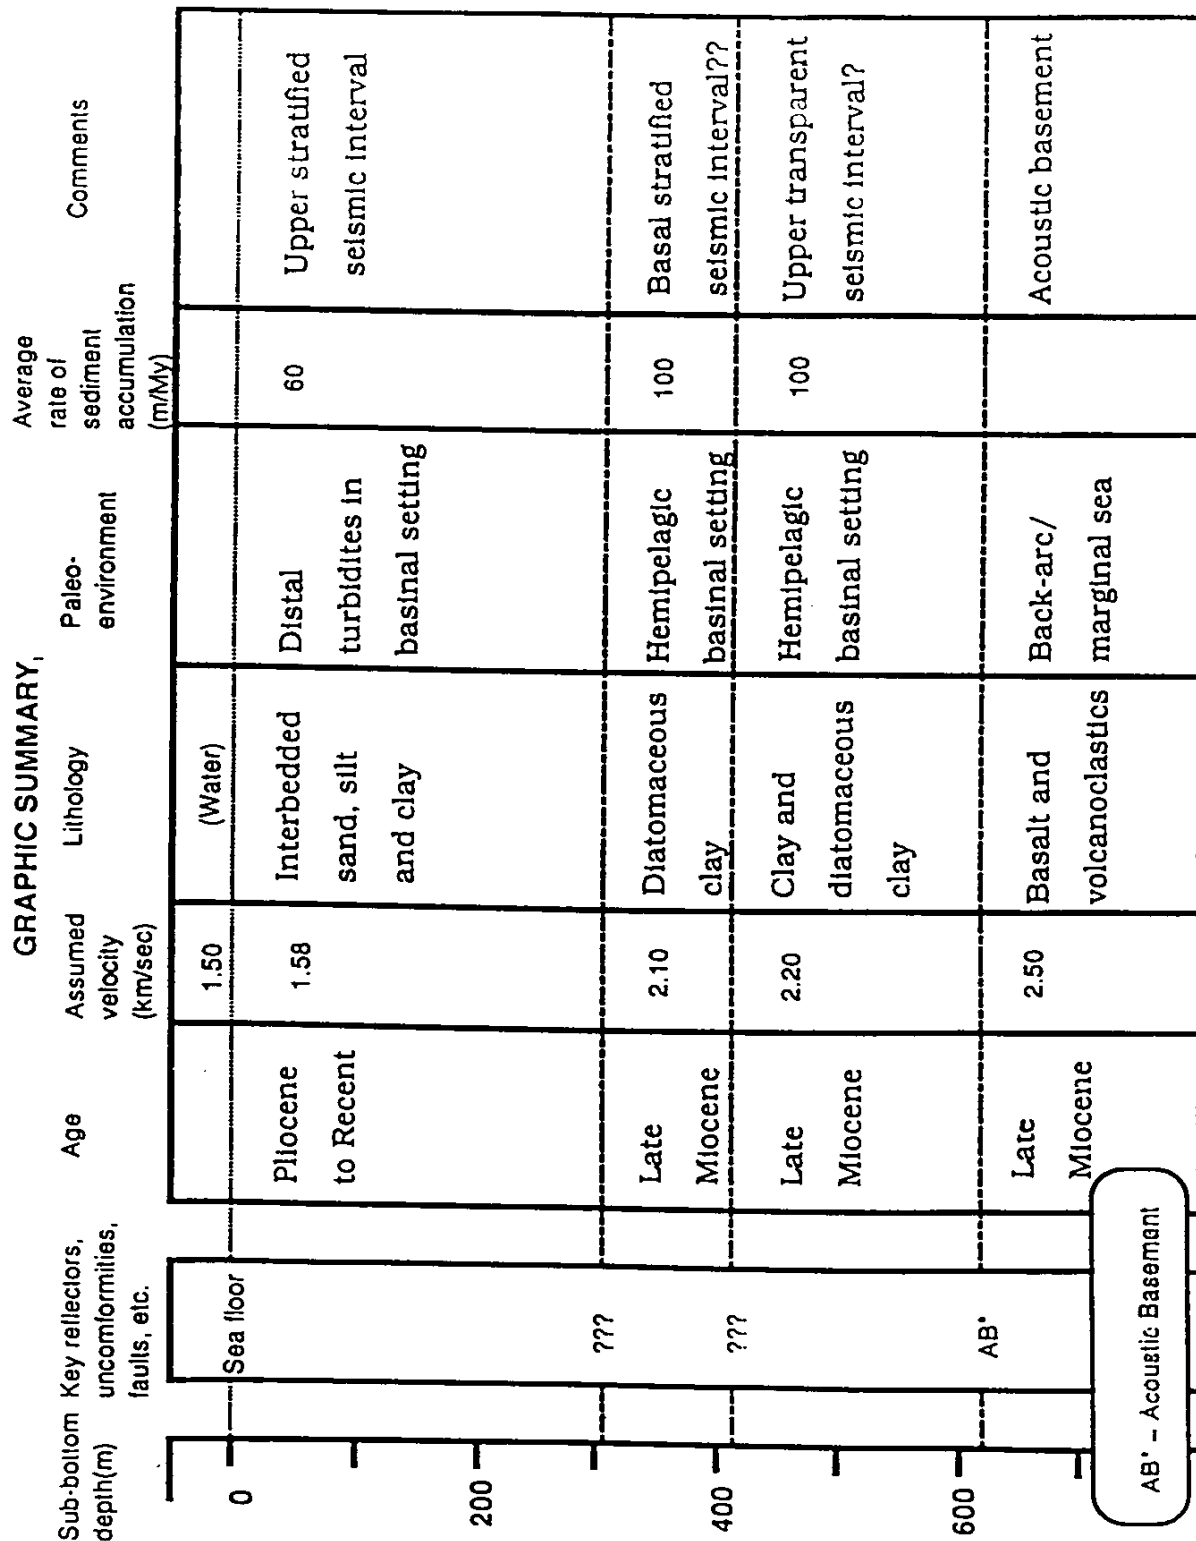 GRAPHIC SUMMARY,
Sub-bottom
depth(m)
Key reflectors,
uncomformities,
faults, etc.
Age
Assumed
velocity
(km/sec)
Lithology
Paleo-
environment
Average
rate of
sediment
accumulation
(m/My)
Comments
1.50
(Water)
0
Sea floor
Pliocene
to Recent
1.58
Interbedded
sand, silt
and clay
Distal
turbidites in
basinal setting
60
Upper stratified
seismic interval
200
???
Late
Miocene
2.10
Diatomaceous
clay
Hemipelagic
basinal setting
100
Basal stratified
seismic interval??
400
???
Late
Miocene
2.20
Clay and
diatomaceous
clay
Hemipelagic
basinal setting
100
Upper transparent
seismic interval?
600
AB*
Late
Miocene
2.50
Basalt and
volcanoclastics
Back-arc/
marginal sea
Acoustic basement
AB* – Acoustic Basement